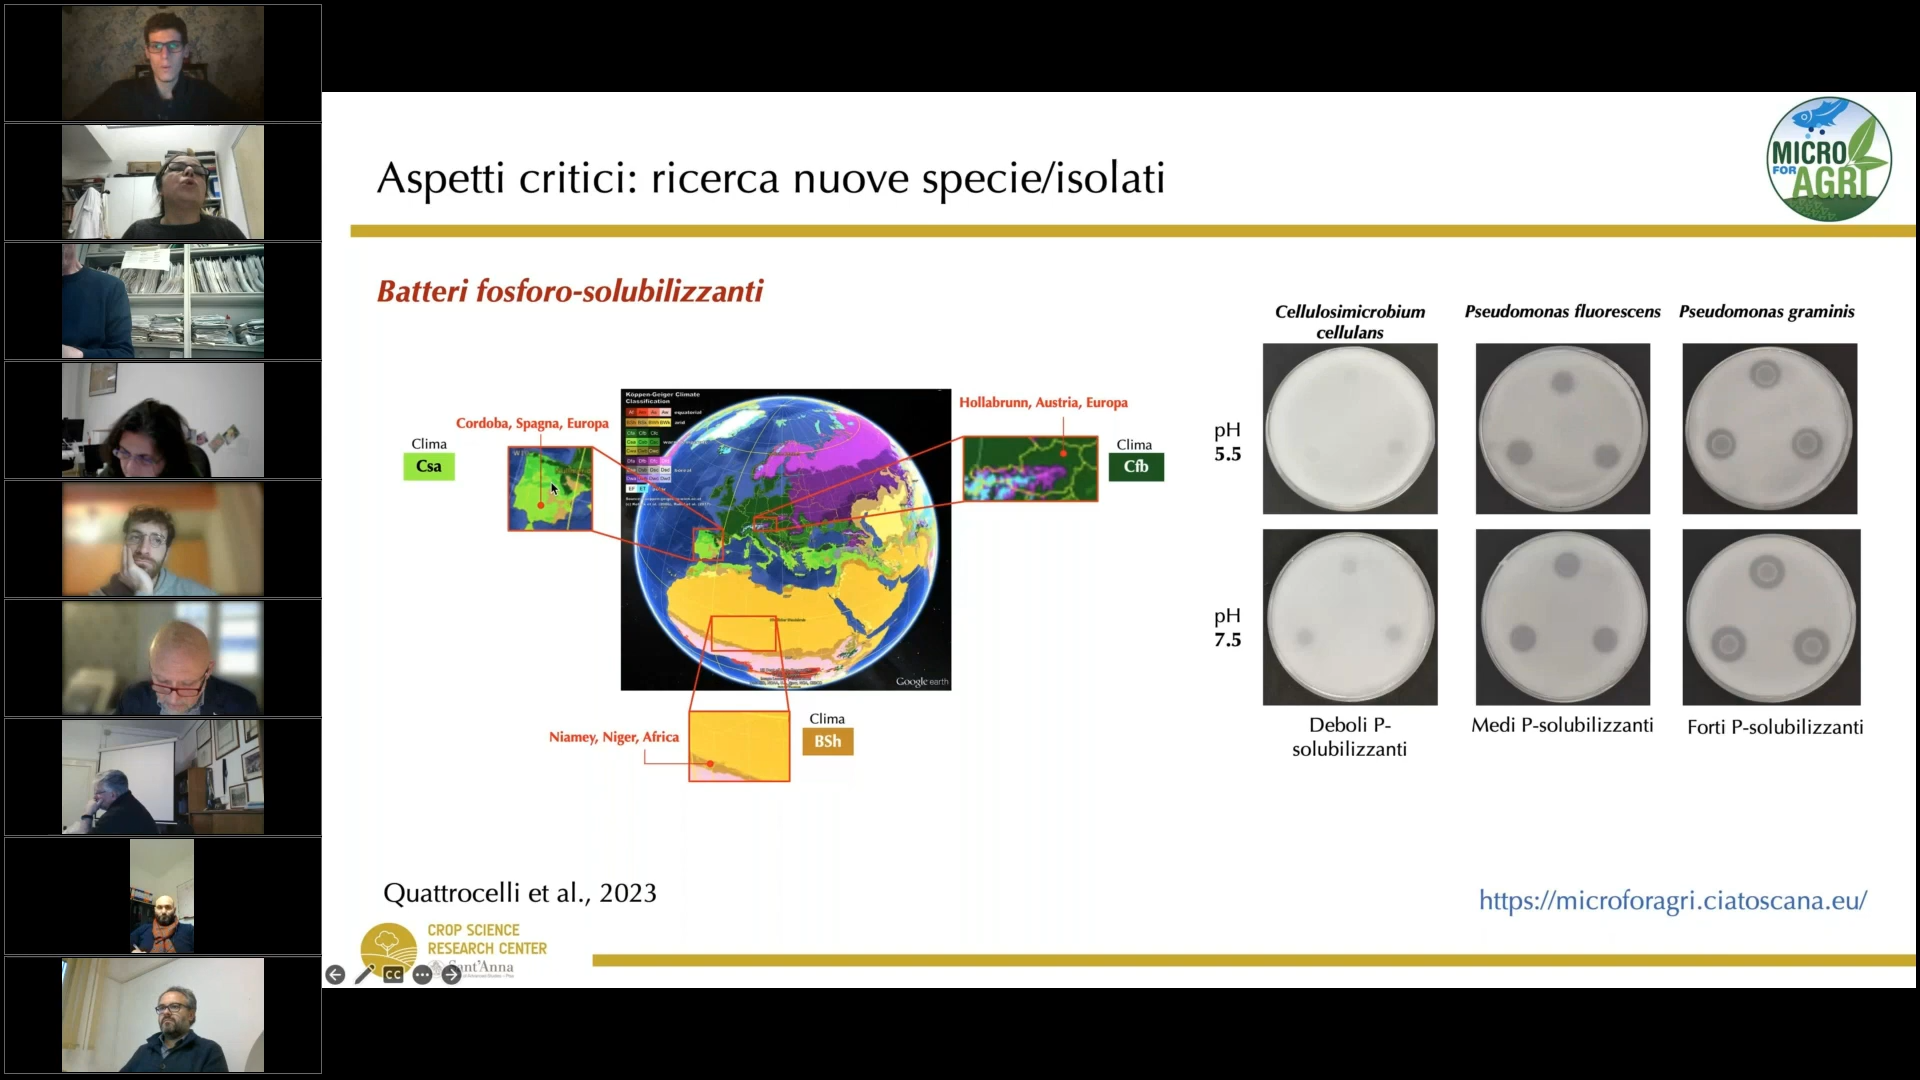 Aspetti critici: ricerca nuove specie/isolati
MICRO
FOR
AGRI
Batteri fosforo-solubilizzanti
Cordoba, Spagna, Europa
Clima
Csa
Köppen-Geiger Climate
Classification
equatorial
arid
Google earth
Hollabrunn, Austria, Europa
Clima
Cfb
Niamey, Niger, Africa
Clima
BSh
Cellulosimicrobium
cellulans
Pseudomonas fluorescens
Pseudomonas graminis
pH
5.5
pH
7.5
Deboli P-
solubilizzanti
Medi P-solubilizzanti
Forti P-solubilizzanti
Quattrocelli et al., 2023
https://microforagri.ciatoscana.eu/
CROP SCIENCE
RESEARCH CENTER
Sant'Anna
CC